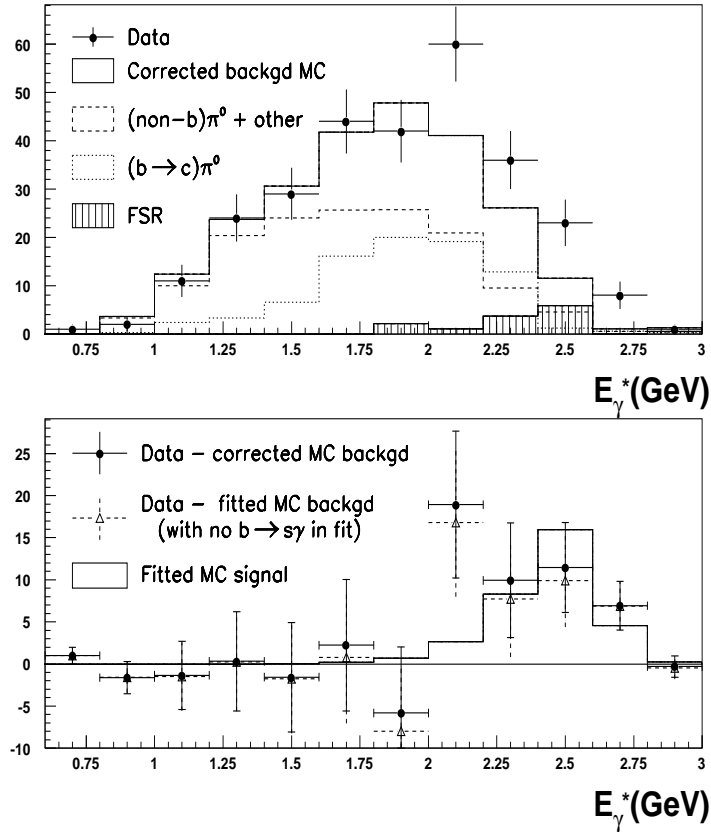 60
50
40
30
20
10
0
Data
Corrected backgd MC
(non–b)π⁰ + other
(b→c)π⁰
FSR
0.75 1 1.25 1.5 1.75 2 2.25 2.5 2.75 3
E_γ*(GeV)
25
20
15
10
5
0
-5
-10
Data – corrected MC backgd
Data – fitted MC backgd
(with no b→sγ in fit)
Fitted MC signal
0.75 1 1.25 1.5 1.75 2 2.25 2.5 2.75 3
E_γ*(GeV)